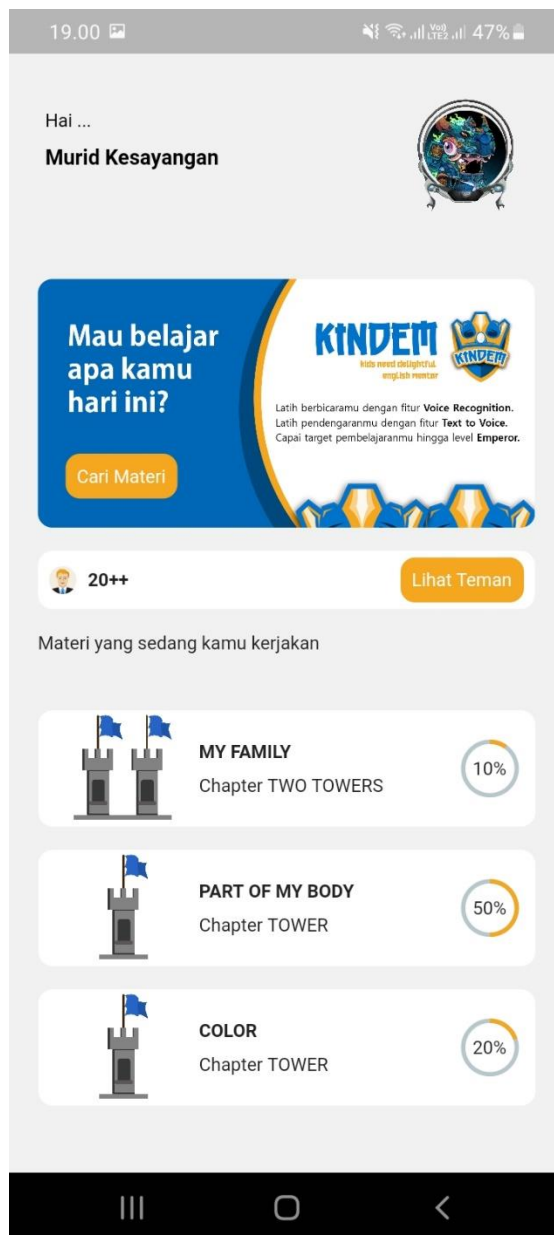 19.00
Vo))
LTE2
47%
Hai ...
Murid Kesayangan
Mau belajar
apa kamu
hari ini?
Cari Materi
KINDEM
kids need delightful
english mentor
KINDEM
Latih berbicaramu dengan fitur Voice Recognition.
Latih pendengaranmu dengan fitur Text to Voice.
Capai target pembelajaranmu hingga level Emperor.
20++
Lihat Teman
Materi yang sedang kamu kerjakan
MY FAMILY
Chapter TWO TOWERS
10%
PART OF MY BODY
Chapter TOWER
50%
COLOR
Chapter TOWER
20%